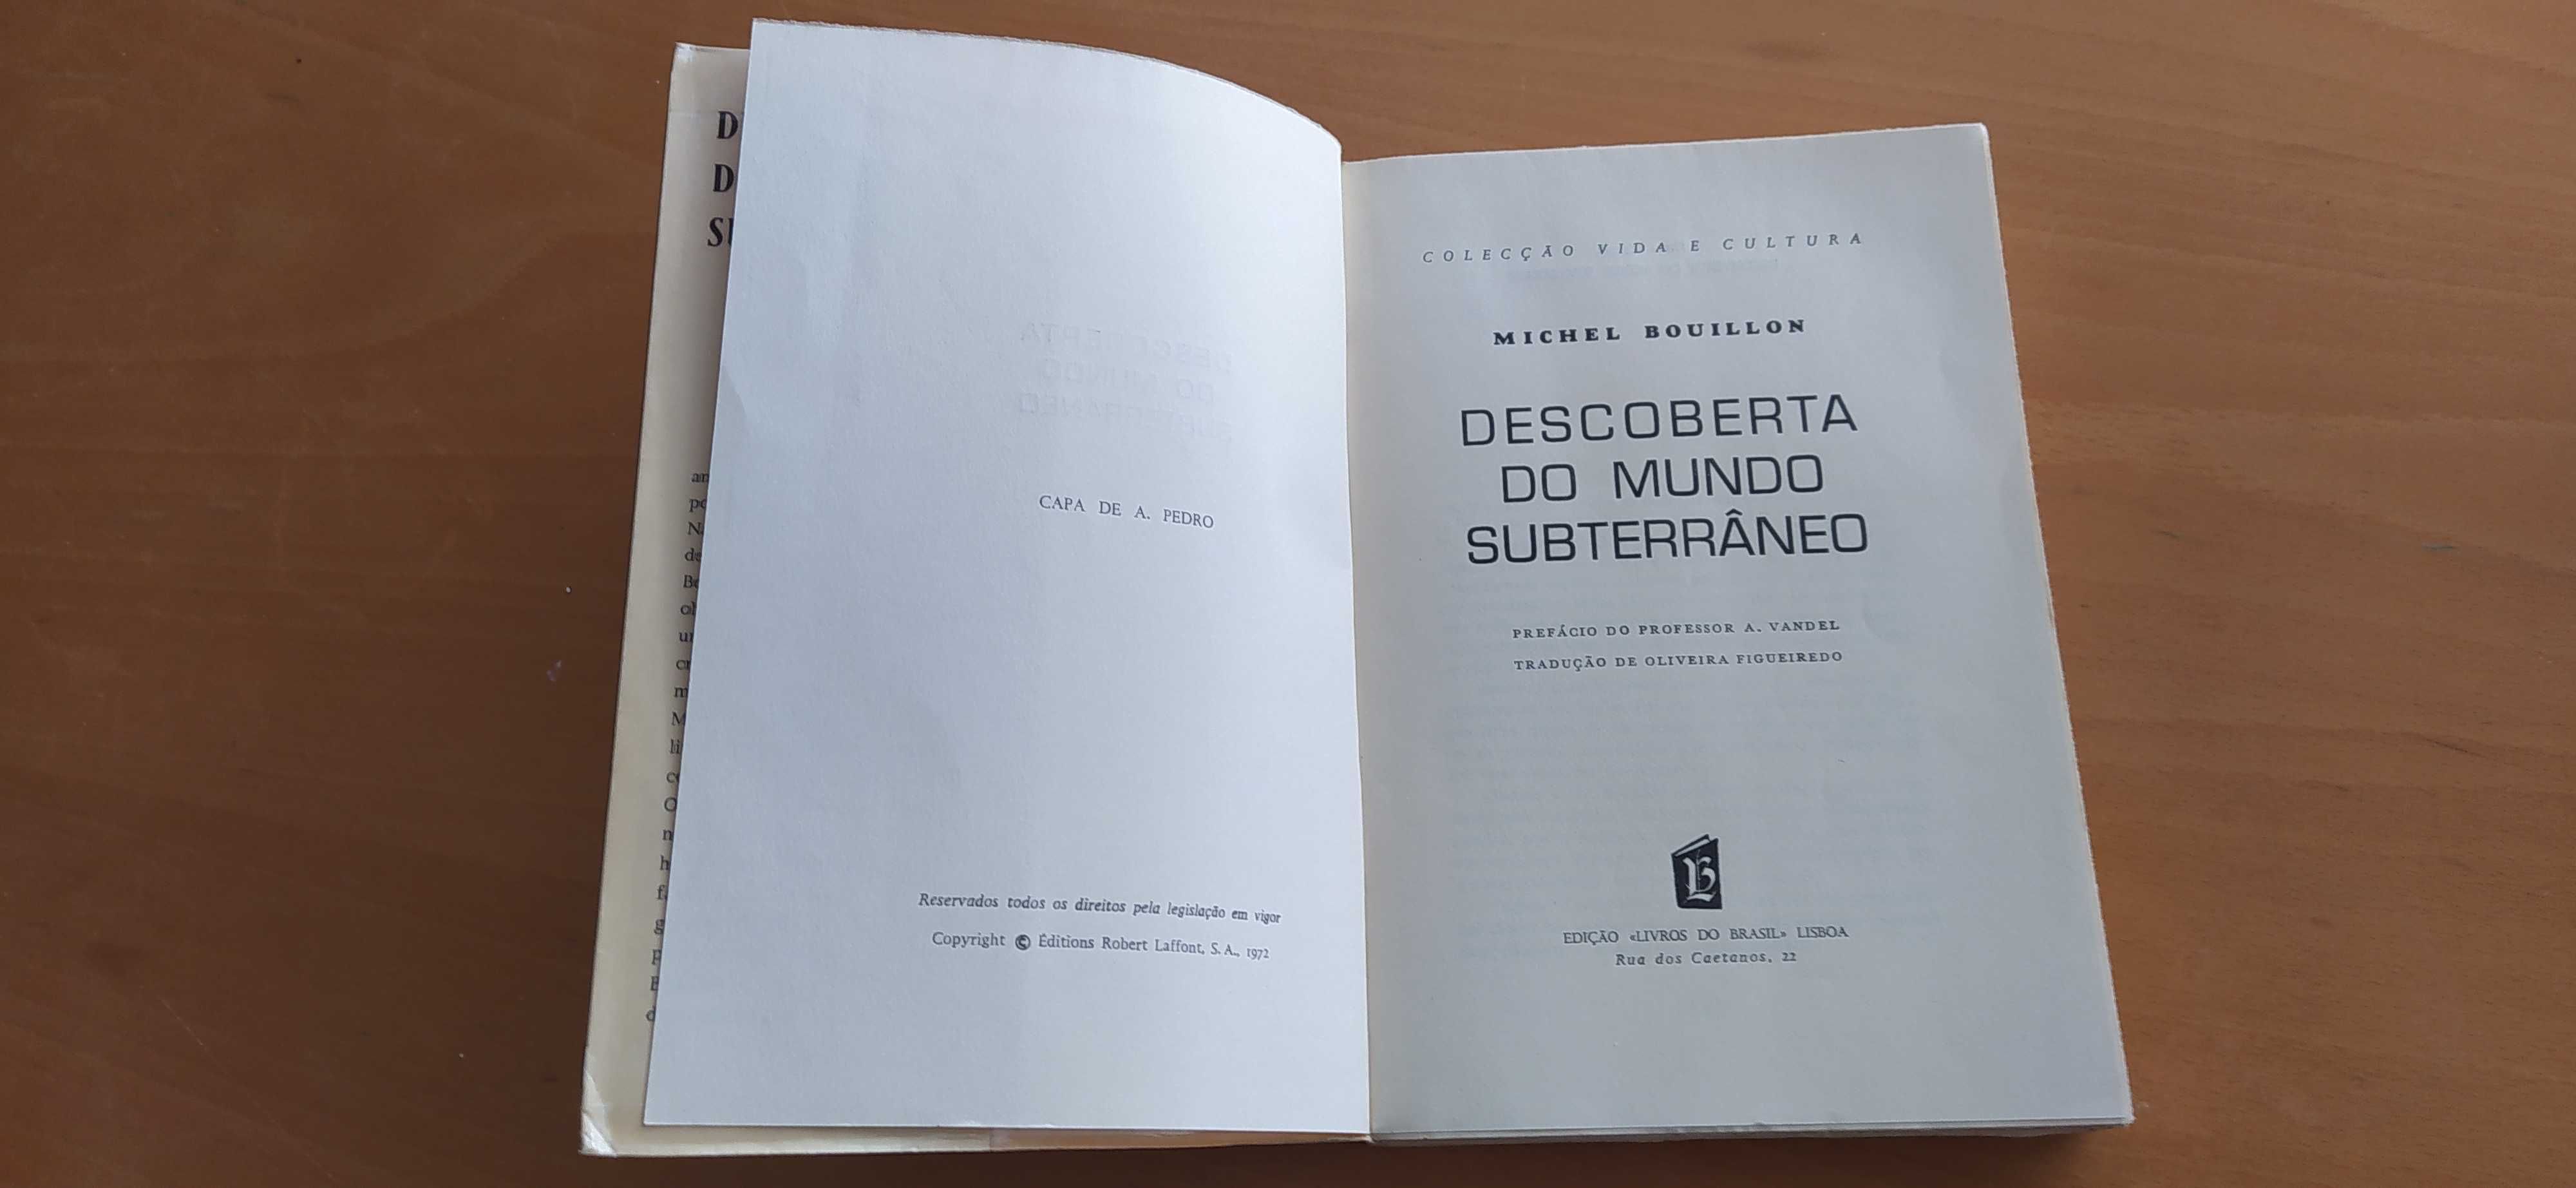 CAPA DE A. PEDRO
Reservados todos os direitos pela legislação em vigor
Copyright © Éditions Robert Laffont, S. A., 1972
COLECÇÃO VIDA E CULTURA
MICHEL BOUILLON
DESCOBERTA
DO MUNDO
SUBTERRÂNEO
PREFÁCIO DO PROFESSOR A. VANDEL
TRADUÇÃO DE OLIVEIRA FIGUEIREDO
LB
EDIÇÃO «LIVROS DO BRASIL» LISBOA
Rua dos Caetanos, 22